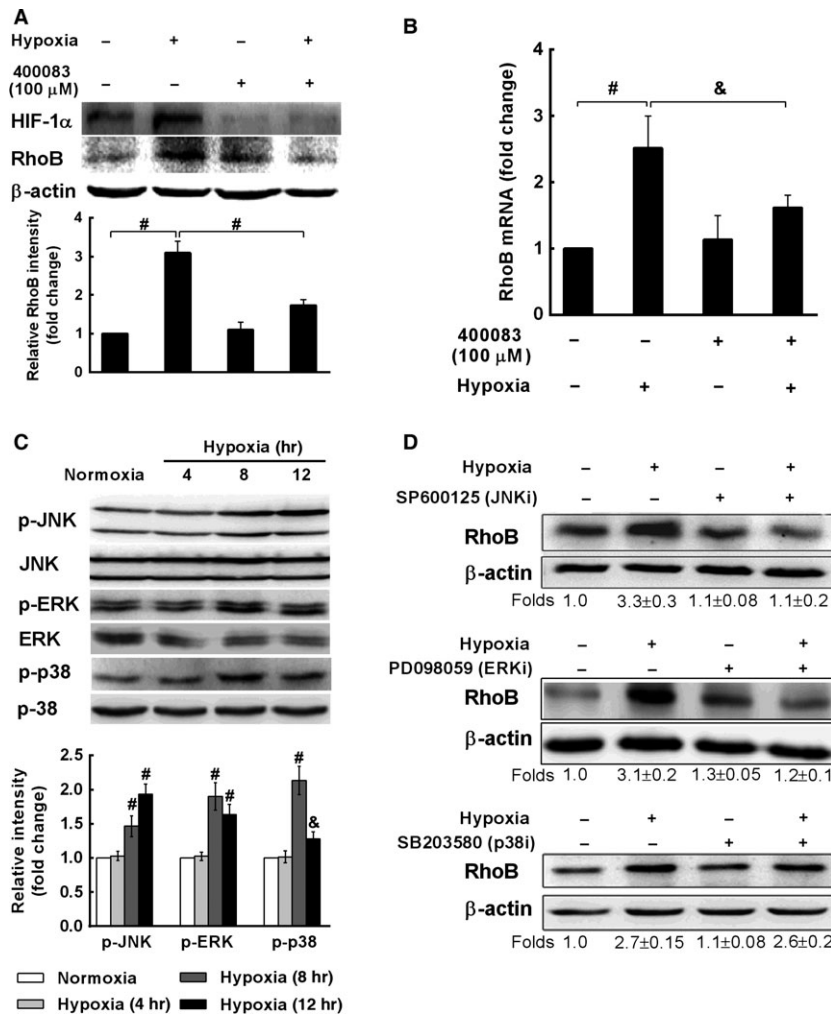 A
Hypoxia – + – +
400083
(100 µM) – – + +
HIF-1α
RhoB
β-actin
Relative RhoB intensity
(fold change)
4
3
2
1
0
# #
B
RhoB mRNA (fold change)
4
3
2
1
0
# &
400083
(100 µM) – – + +
Hypoxia – + – +
C
Hypoxia (hr)
Normoxia 4 8 12
p-JNK
JNK
p-ERK
ERK
p-p38
p-38
Relative intensity
(fold change)
2.5
2.0
1.5
1.0
0.5
0.0
# # # # # &
p-JNK p-ERK p-p38
Normoxia Hypoxia (8 hr)
Hypoxia (4 hr) Hypoxia (12 hr)
D
Hypoxia – + – +
SP600125 (JNKi) – – + +
RhoB
β-actin
Folds 1.0 3.3±0.3 1.1±0.08 1.1±0.2
Hypoxia – + – +
PD098059 (ERKi) – – + +
RhoB
β-actin
Folds 1.0 3.1±0.2 1.3±0.05 1.2±0.1
Hypoxia – + – +
SB203580 (p38i) – – + +
RhoB
β-actin
Folds 1.0 2.7±0.15 1.1±0.08 2.6±0.2